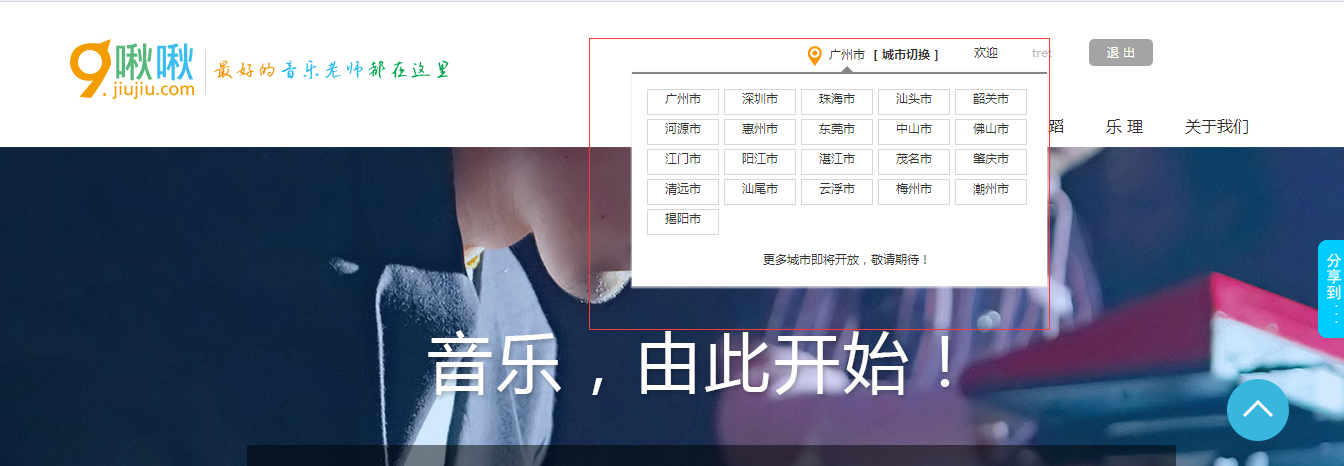 啾啾
jiujiu.com
最好的音乐老师都在这里
广州市 [ 城市切换 ] 欢迎 tret 退 出
广州市 深圳市 珠海市 汕头市 韶关市
河源市 惠州市 东莞市 中山市 佛山市
蹈 乐 理 关于我们
江门市 阳江市 湛江市 茂名市 肇庆市
清远市 汕尾市 云浮市 梅州市 潮州市
揭阳市
更多城市即将开放，敬请期待！
分享到...
音乐，由此开始！